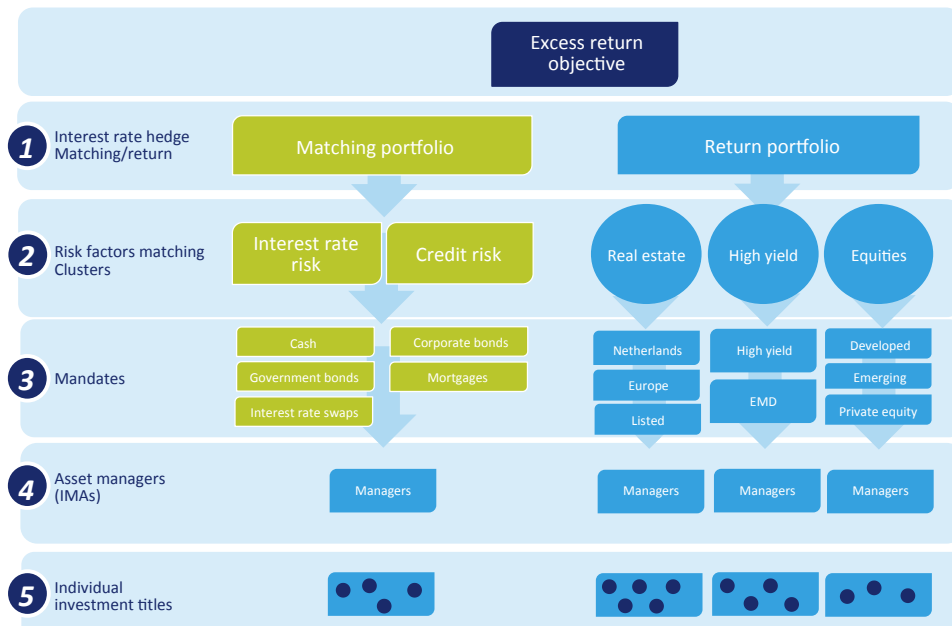 Excess return
objective
1
Interest rate hedge
Matching/return
Matching portfolio
Return portfolio
2
Risk factors matching
Clusters
Interest rate
risk
Credit risk
Real estate
High yield
Equities
3
Mandates
Cash
Corporate bonds
Government bonds
Mortgages
Interest rate swaps
Netherlands
Europe
Listed
High yield
EMD
Developed
Emerging
Private equity
4
Asset managers
(IMAs)
Managers
Managers
Managers
Managers
5
Individual
investment titles